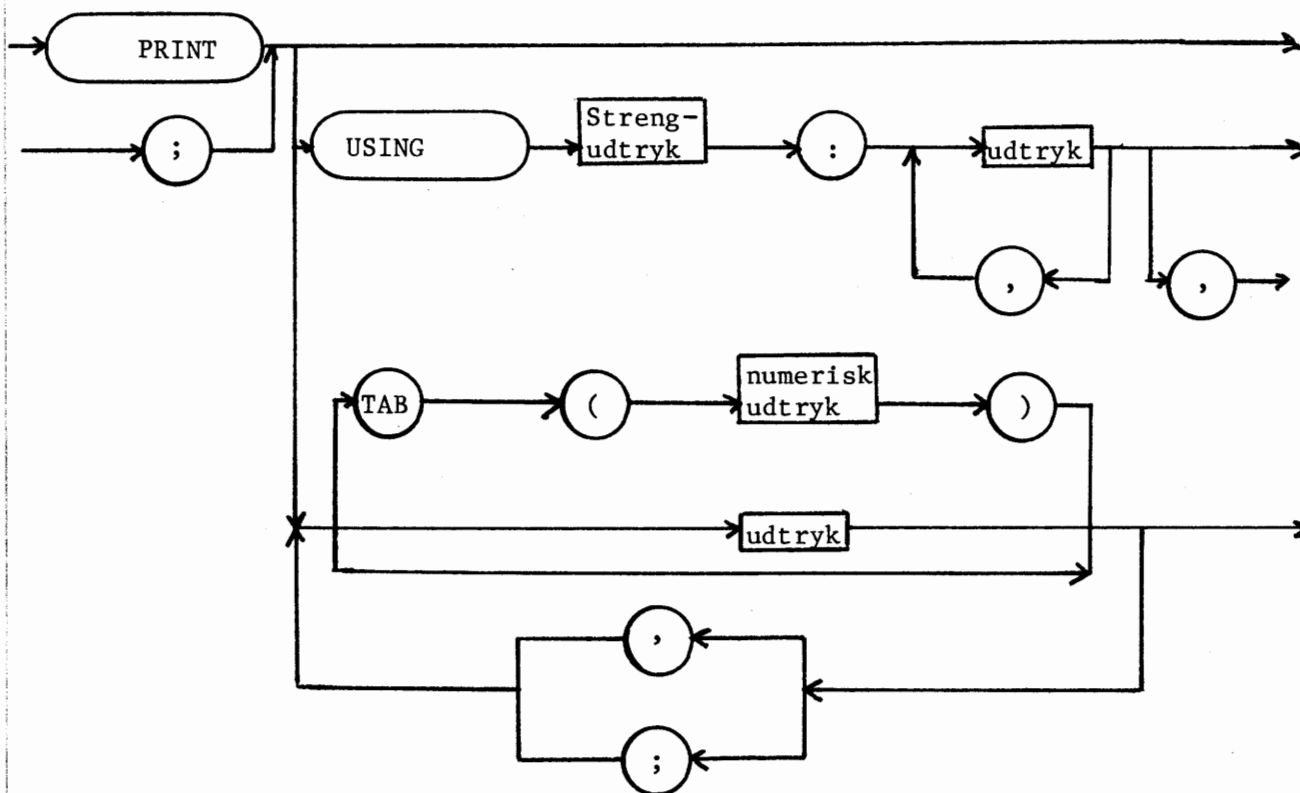 PRINT
;
USING
Streng-
udtryk
:
udtryk
,
,
TAB
(
numerisk
udtryk
)
udtryk
,
;